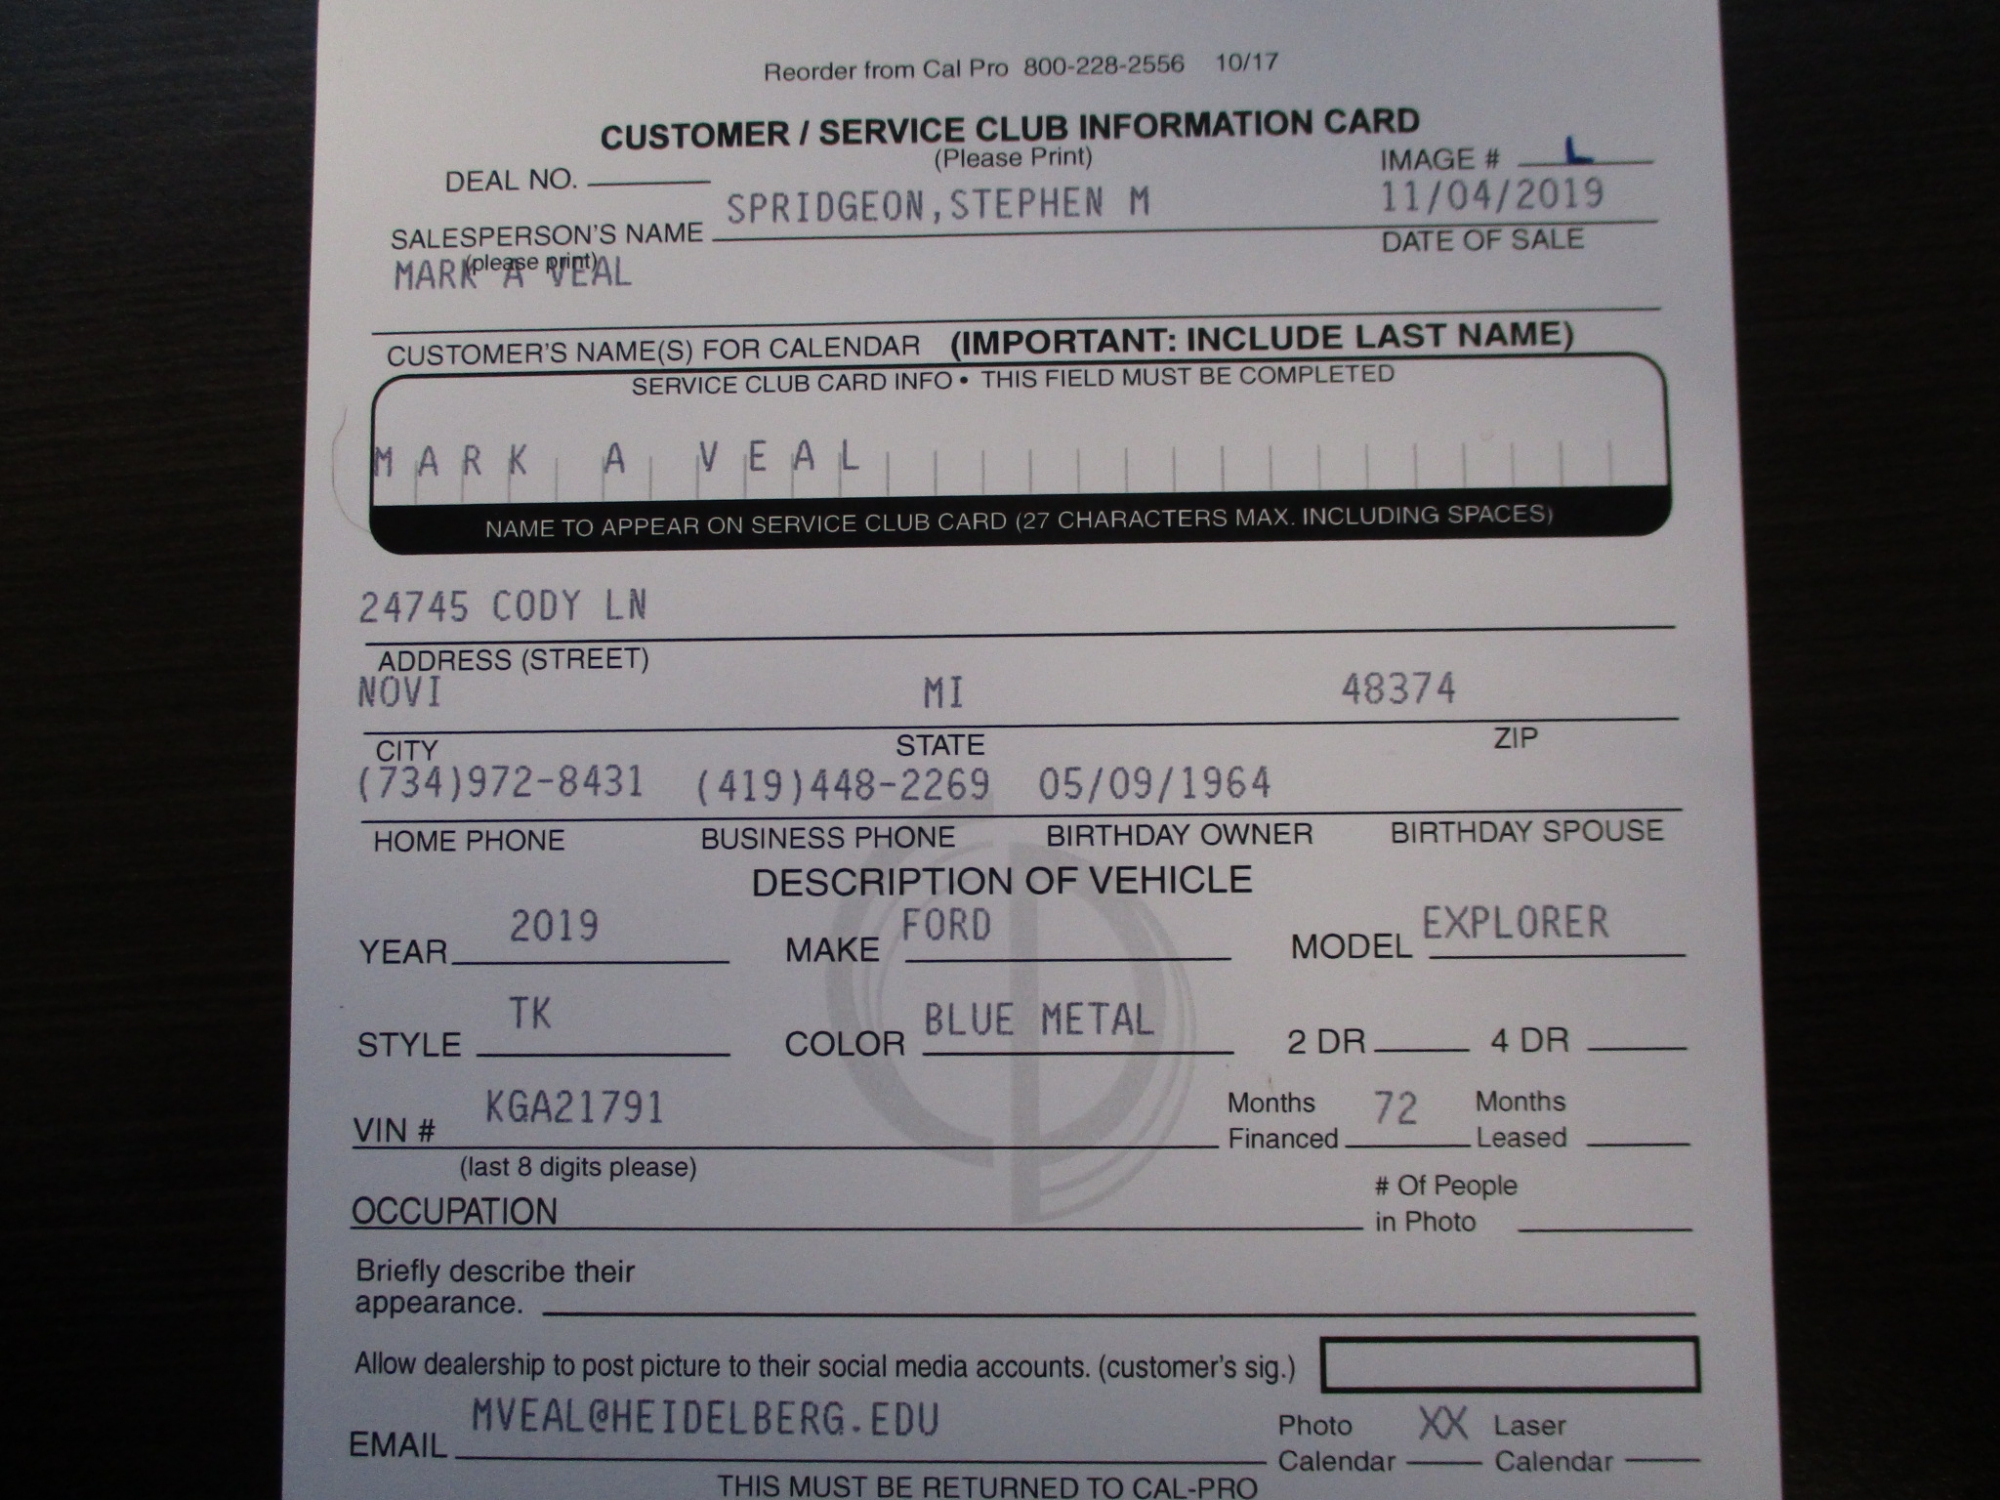 Reorder from Cal Pro 800-228-2556 10/17
CUSTOMER / SERVICE CLUB INFORMATION CARD
(Please Print)
DEAL NO.
IMAGE # L
SPRIDGEON,STEPHEN M 11/04/2019
SALESPERSON'S NAME DATE OF SALE
(please print)
MARK A VEAL
CUSTOMER'S NAME(S) FOR CALENDAR (IMPORTANT: INCLUDE LAST NAME)
SERVICE CLUB CARD INFO • THIS FIELD MUST BE COMPLETED
MARK A VEAL
NAME TO APPEAR ON SERVICE CLUB CARD (27 CHARACTERS MAX. INCLUDING SPACES)
24745 CODY LN
ADDRESS (STREET)
NOVI MI 48374
CITY STATE ZIP
(734)972-8431 (419)448-2269 05/09/1964
HOME PHONE BUSINESS PHONE BIRTHDAY OWNER BIRTHDAY SPOUSE
DESCRIPTION OF VEHICLE
YEAR 2019 MAKE FORD MODEL EXPLORER
STYLE TK COLOR BLUE METAL 2 DR 4 DR
VIN # KGA21791 Months Financed 72 Months Leased
(last 8 digits please)
OCCUPATION # Of People in Photo
Briefly describe their
appearance.
Allow dealership to post picture to their social media accounts. (customer's sig.)
EMAIL MVEAL@HEIDELBERG.EDU Photo Calendar XX Laser Calendar
THIS MUST BE RETURNED TO CAL-PRO